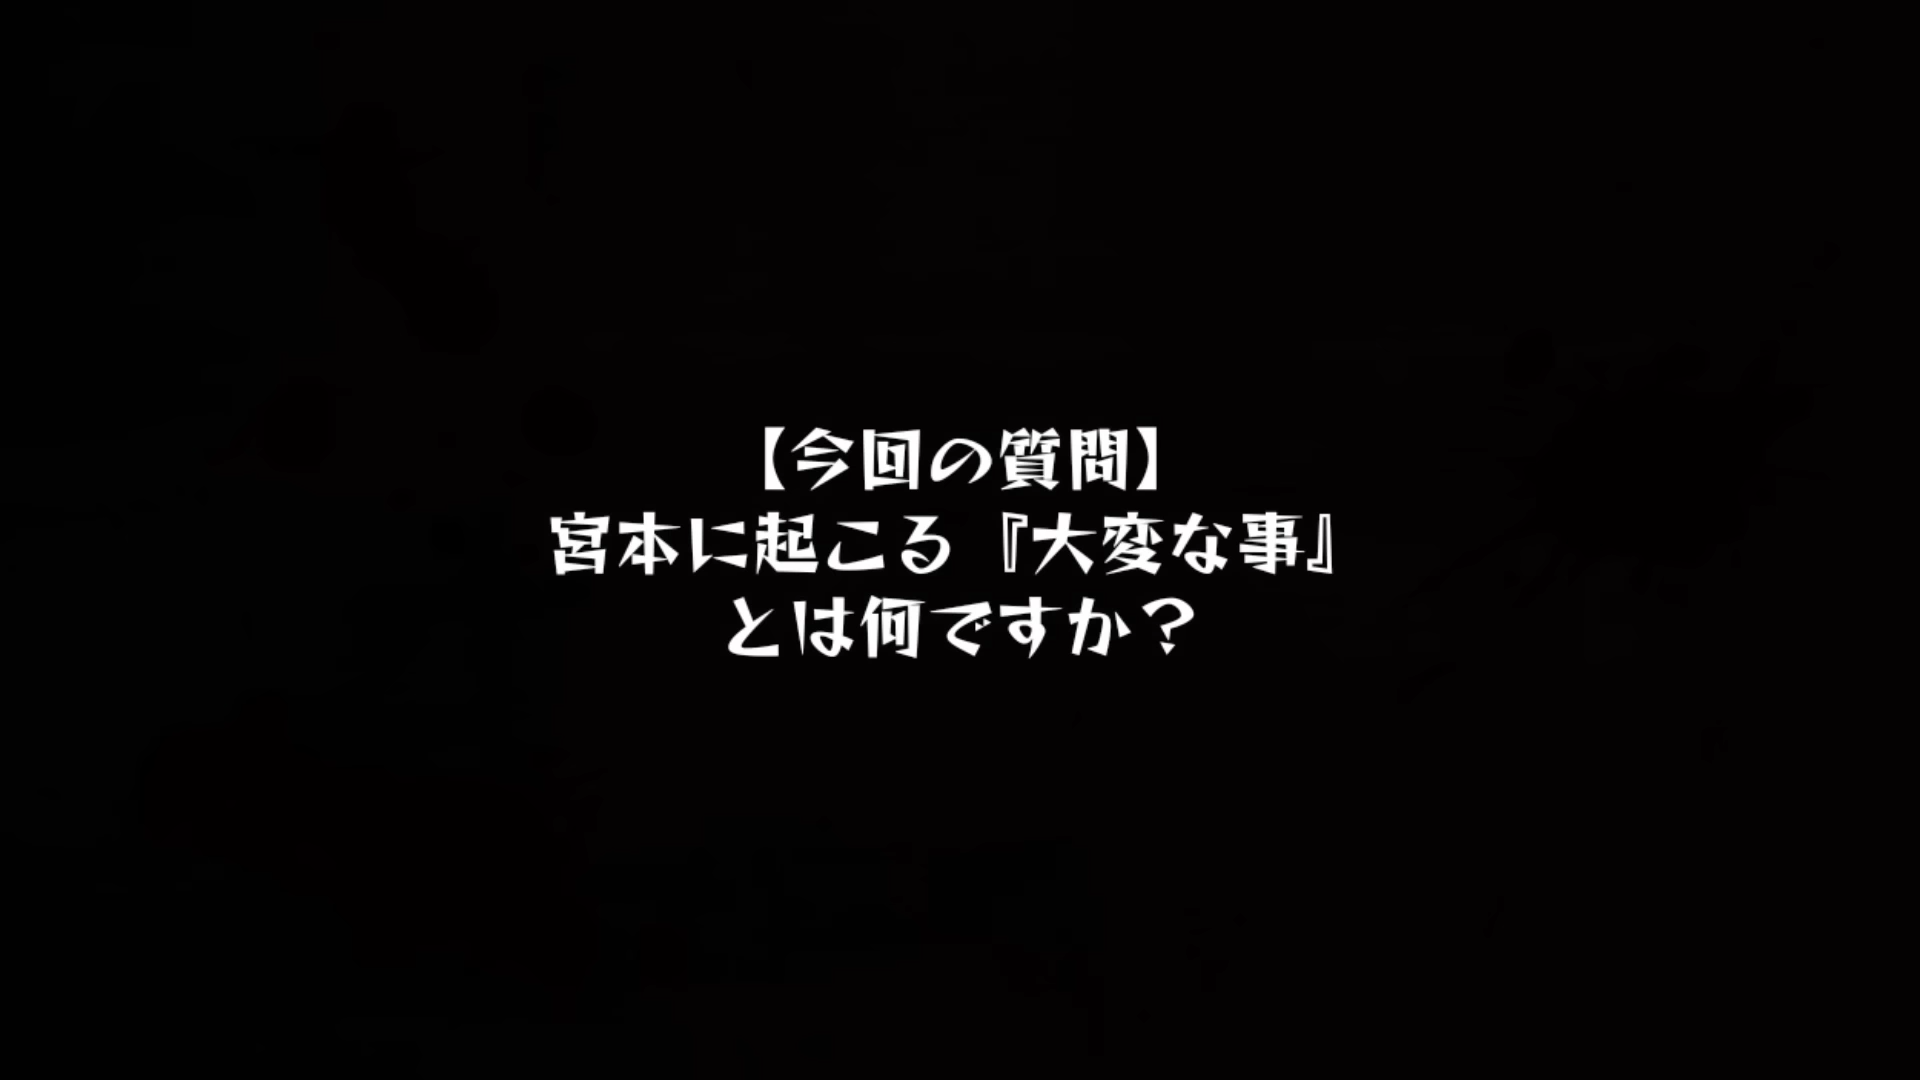 【今回の質問】
宮本に起こる『大変な事』
とは何ですか？